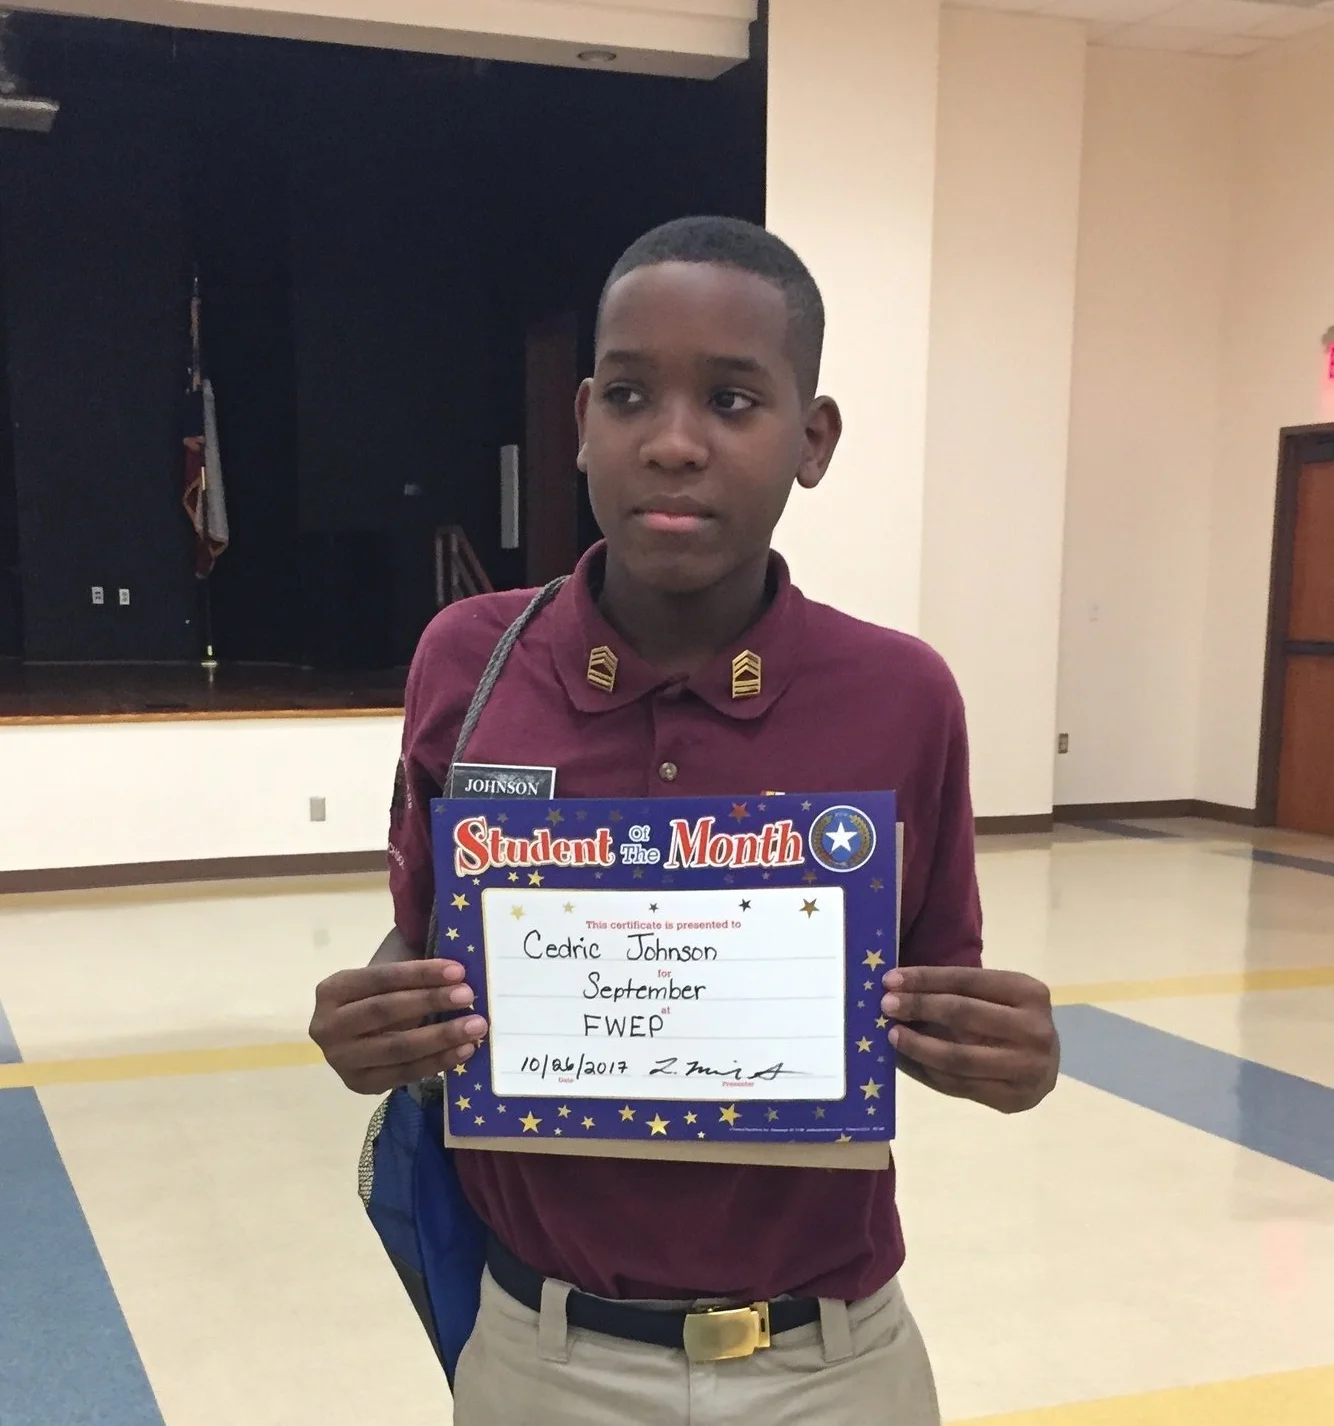 JOHNSON
Student Of The Month
This certificate is presented to
Cedric Johnson
for
September
at
FWEP
10/26/2017
Date
Presenter